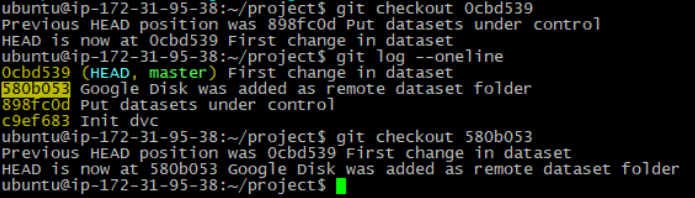 ubuntu@ip-172-31-95-38:~/project$ git checkout 0cbd539
Previous HEAD position was 898fc0d Put datasets under control
HEAD is now at 0cbd539 First change in dataset
ubuntu@ip-172-31-95-38:~/project$ git log --oneline
0cbd539 (HEAD, master) First change in dataset
580b053 Google Disk was added as remote dataset folder
898fc0d Put datasets under control
c9ef683 Init dvc
ubuntu@ip-172-31-95-38:~/project$ git checkout 580b053
Previous HEAD position was 0cbd539 First change in dataset
HEAD is now at 580b053 Google Disk was added as remote dataset folder
ubuntu@ip-172-31-95-38:~/project$